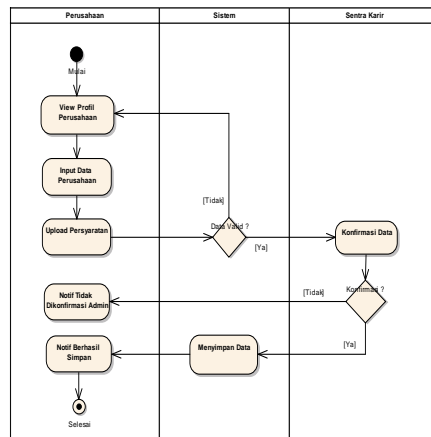 Perusahaan
Sistem
Sentra Karir
Mulai
View Profil
Perusahaan
Input Data
Perusahaan
[Tidak]
Upload Persyaratan
Data Valid ?
[Ya]
Konfirmasi Data
[Tidak]
Konfirmasi ?
Notif Tidak
Dikonfirmasi Admin
[Ya]
Notif Berhasil
Simpan
Menyimpan Data
Selesai